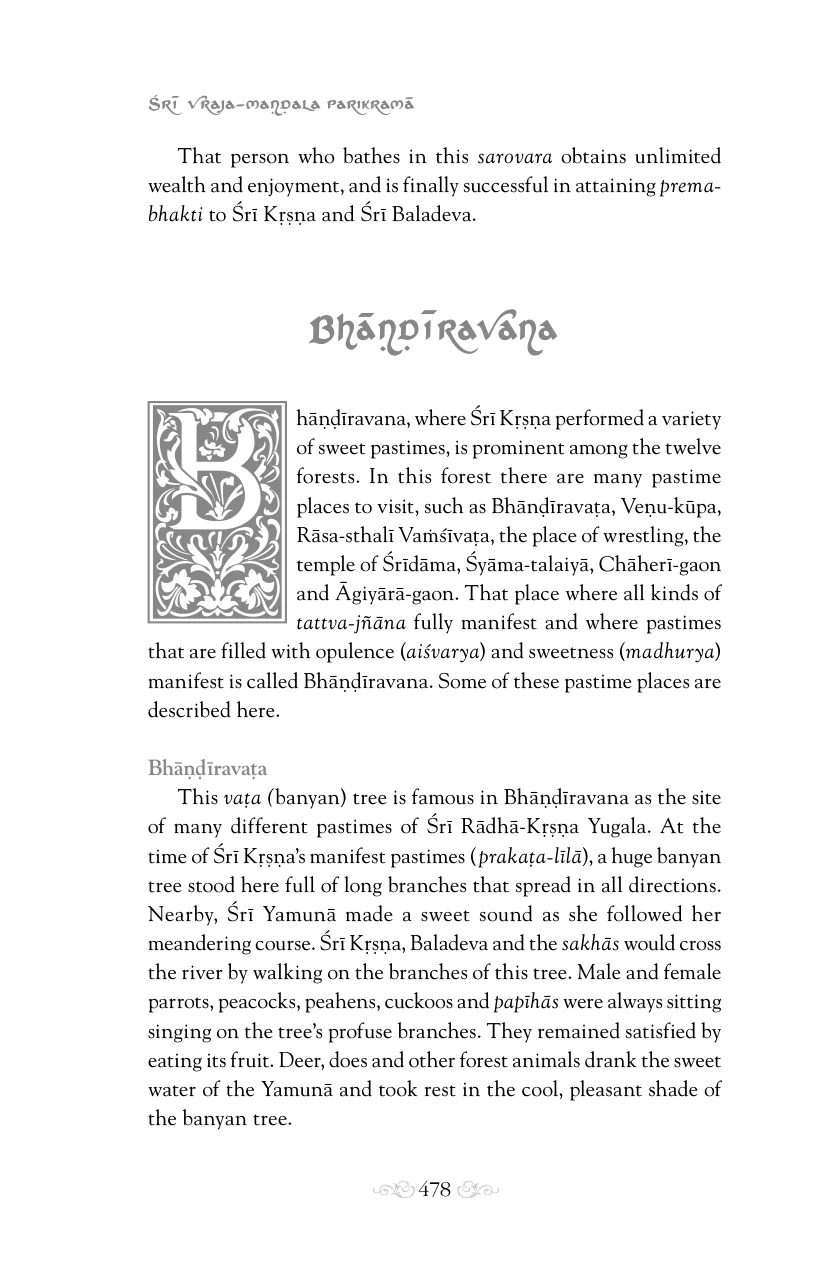 Śrī Vraja-maṇḍala Parikramā
That person who bathes in this sarovara obtains unlimited
wealth and enjoyment, and is finally successful in attaining prema-
bhakti to Śrī Kṛṣṇa and Śrī Baladeva.
Bhāṇḍīravana
Bhāṇḍīravana, where Śrī Kṛṣṇa performed a variety
of sweet pastimes, is prominent among the twelve
forests. In this forest there are many pastime
places to visit, such as Bhāṇḍīravaṭa, Veṇu-kūpa,
Rāsa-sthalī Vaṁśīvaṭa, the place of wrestling, the
temple of Śrīdāma, Śyāma-talaiyā, Chāherī-gaon
and Āgiyārā-gaon. That place where all kinds of
tattva-jñāna fully manifest and where pastimes
that are filled with opulence (aiśvarya) and sweetness (madhurya)
manifest is called Bhāṇḍīravana. Some of these pastime places are
described here.
Bhāṇḍīravaṭa
This vaṭa (banyan) tree is famous in Bhāṇḍīravana as the site
of many different pastimes of Śrī Rādhā-Kṛṣṇa Yugala. At the
time of Śrī Kṛṣṇa's manifest pastimes (prakaṭa-līlā), a huge banyan
tree stood here full of long branches that spread in all directions.
Nearby, Śrī Yamunā made a sweet sound as she followed her
meandering course. Śrī Kṛṣṇa, Baladeva and the sakhās would cross
the river by walking on the branches of this tree. Male and female
parrots, peacocks, peahens, cuckoos and papīhās were always sitting
singing on the tree's profuse branches. They remained satisfied by
eating its fruit. Deer, does and other forest animals drank the sweet
water of the Yamunā and took rest in the cool, pleasant shade of
the banyan tree.
478